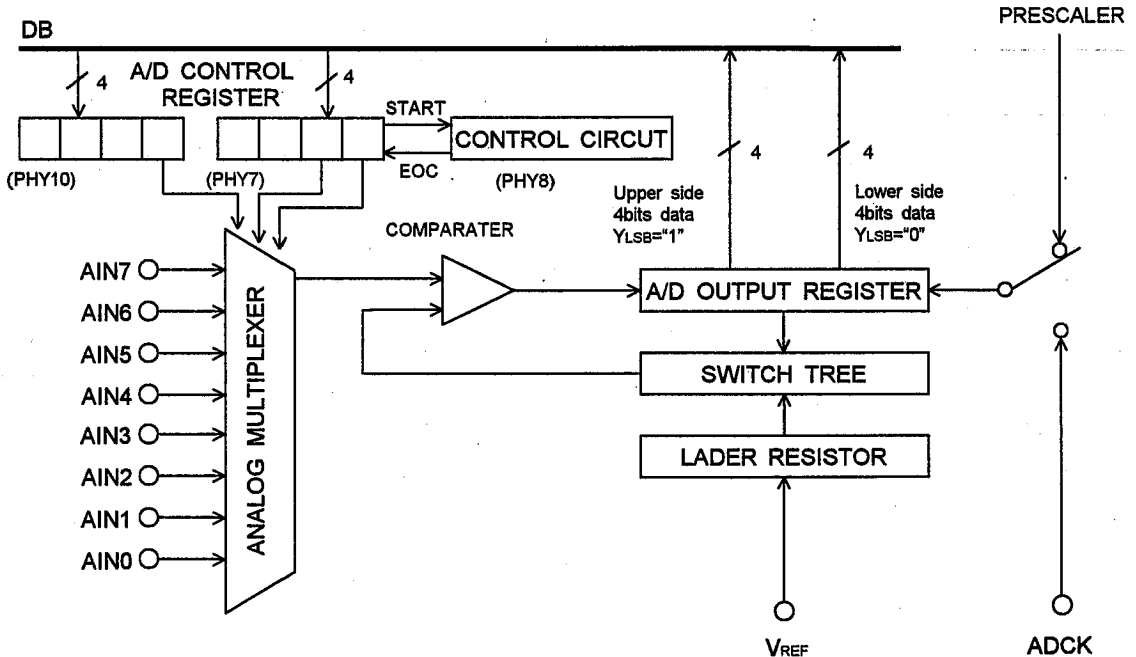 PRESCALER
DB
4
A/D CONTROL
REGISTER
4
START
CONTROL CIRCUT
EOC
(PHY10)
(PHY7)
(PHY8)
4
4
Upper side
4bits data
YLSB="1"
Lower side
4bits data
YLSB="0"
COMPARATER
AIN7
AIN6
AIN5
AIN4
AIN3
AIN2
AIN1
AIN0
ANALOG MULTIPLEXER
A/D OUTPUT REGISTER
SWITCH TREE
LADER RESISTOR
VREF
ADCK